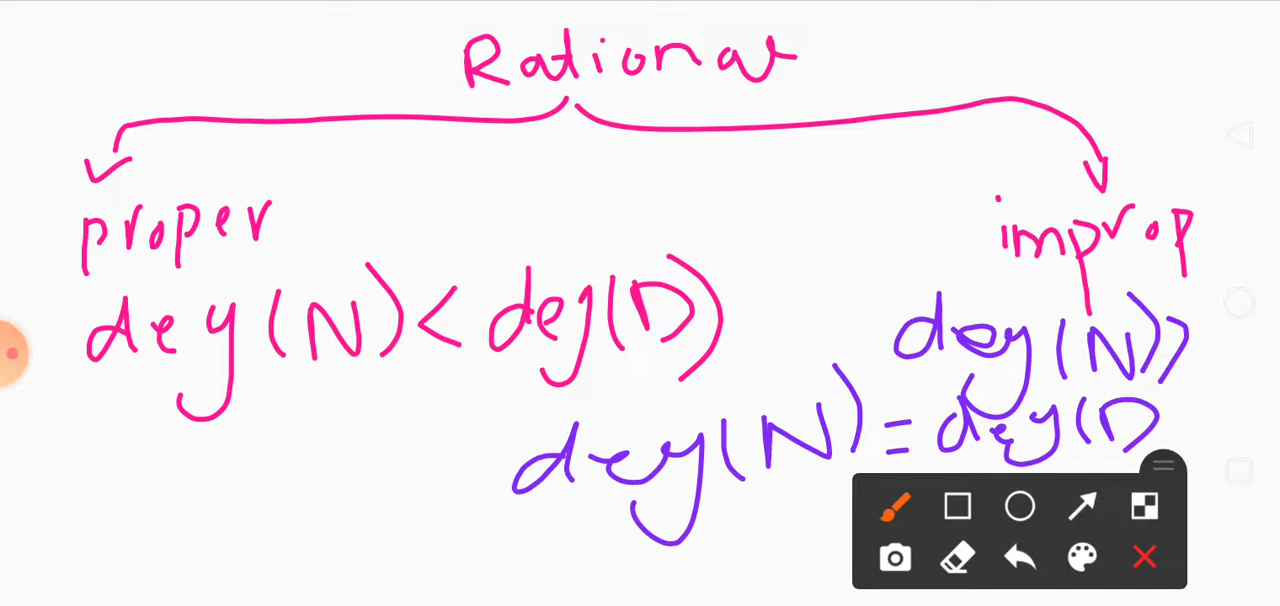 Rational
proper
improp
deg(N) < deg(D)
deg(N) >
deg(N) = deg(D